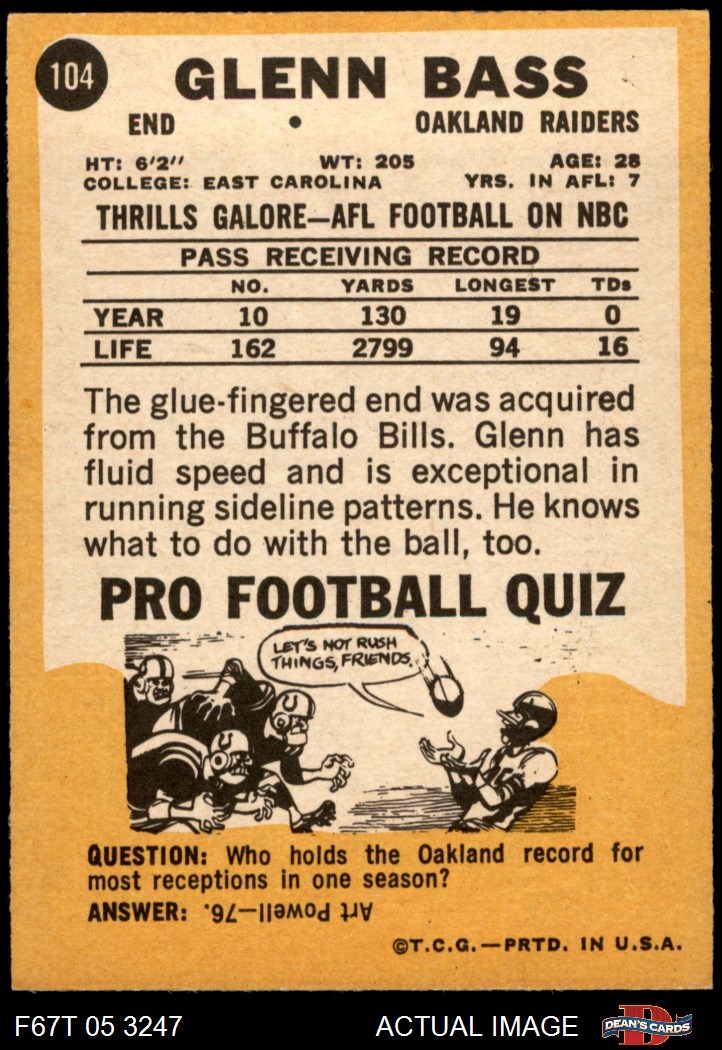 104
GLENN BASS
END • OAKLAND RAIDERS
HT: 6'2'' WT: 205 AGE: 28
COLLEGE: EAST CAROLINA YRS. IN AFL: 7
THRILLS GALORE—AFL FOOTBALL ON NBC
PASS RECEIVING RECORD
NO. YARDS LONGEST TDs
YEAR 10 130 19 0
LIFE 162 2799 94 16
The glue-fingered end was acquired
from the Buffalo Bills. Glenn has
fluid speed and is exceptional in
running sideline patterns. He knows
what to do with the ball, too.
PRO FOOTBALL QUIZ
LET'S NOT RUSH
THINGS, FRIENDS.
QUESTION: Who holds the Oakland record for
most receptions in one season?
ANSWER: Art Powell—76.
©T.C.G.—PRTD. IN U.S.A.
F67T 05 3247 ACTUAL IMAGE DEAN'S CARDS